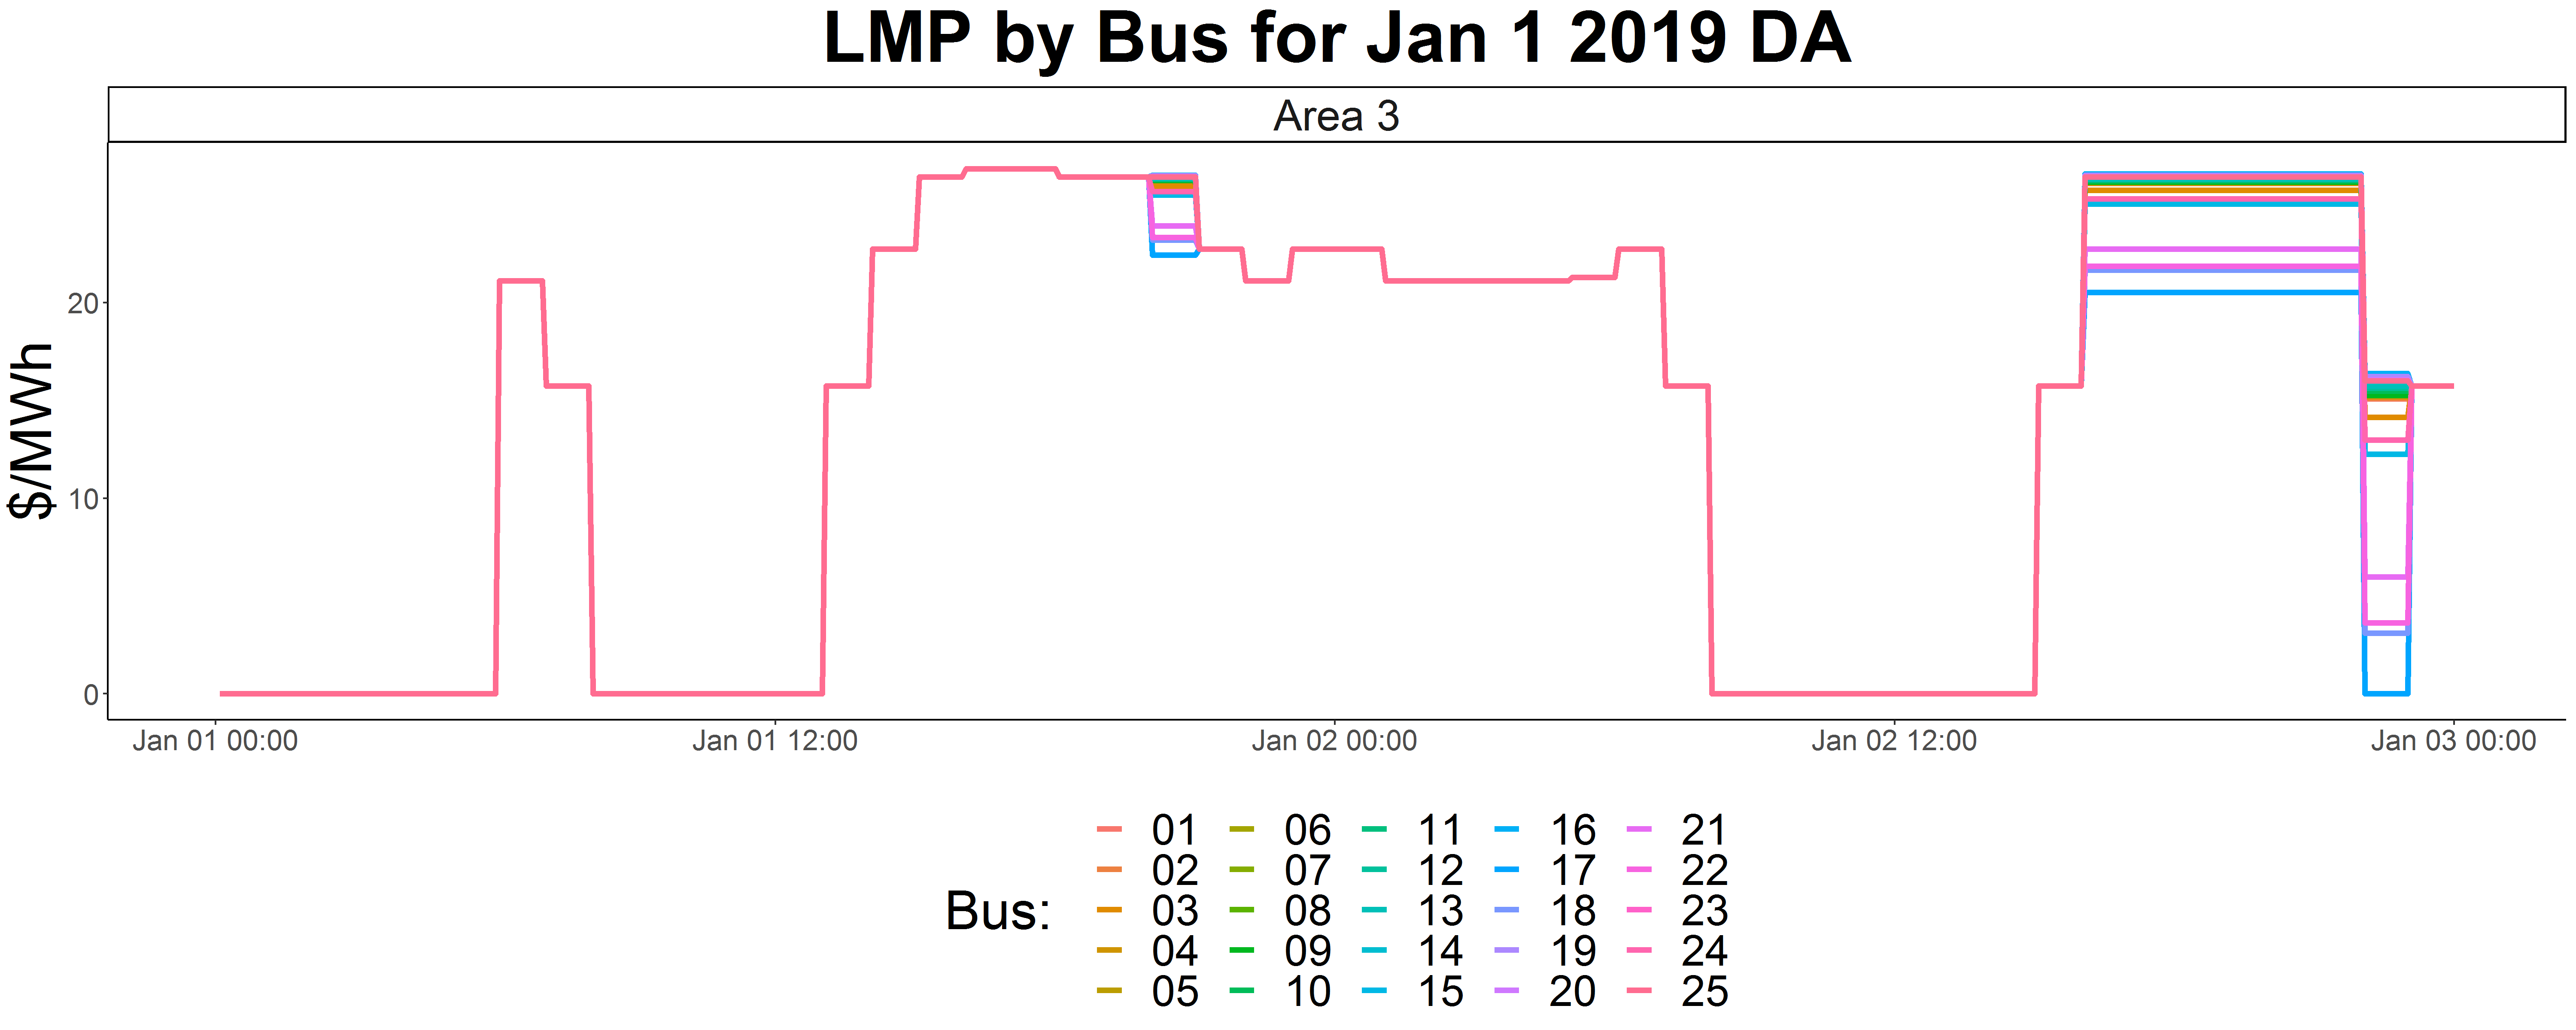 LMP by Bus for Jan 1 2019 DA
Area 3
$/MWh
20
10
0
Jan 01 00:00 Jan 01 12:00 Jan 02 00:00 Jan 02 12:00 Jan 03 00:00
Bus:
01 06 11 16 21
02 07 12 17 22
03 08 13 18 23
04 09 14 19 24
05 10 15 20 25